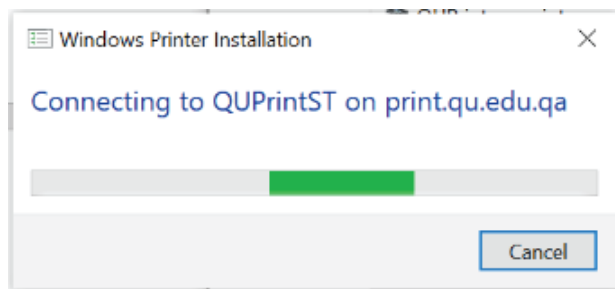 Windows Printer Installation
Connecting to QUPrintST on print.qu.edu.qa
Cancel